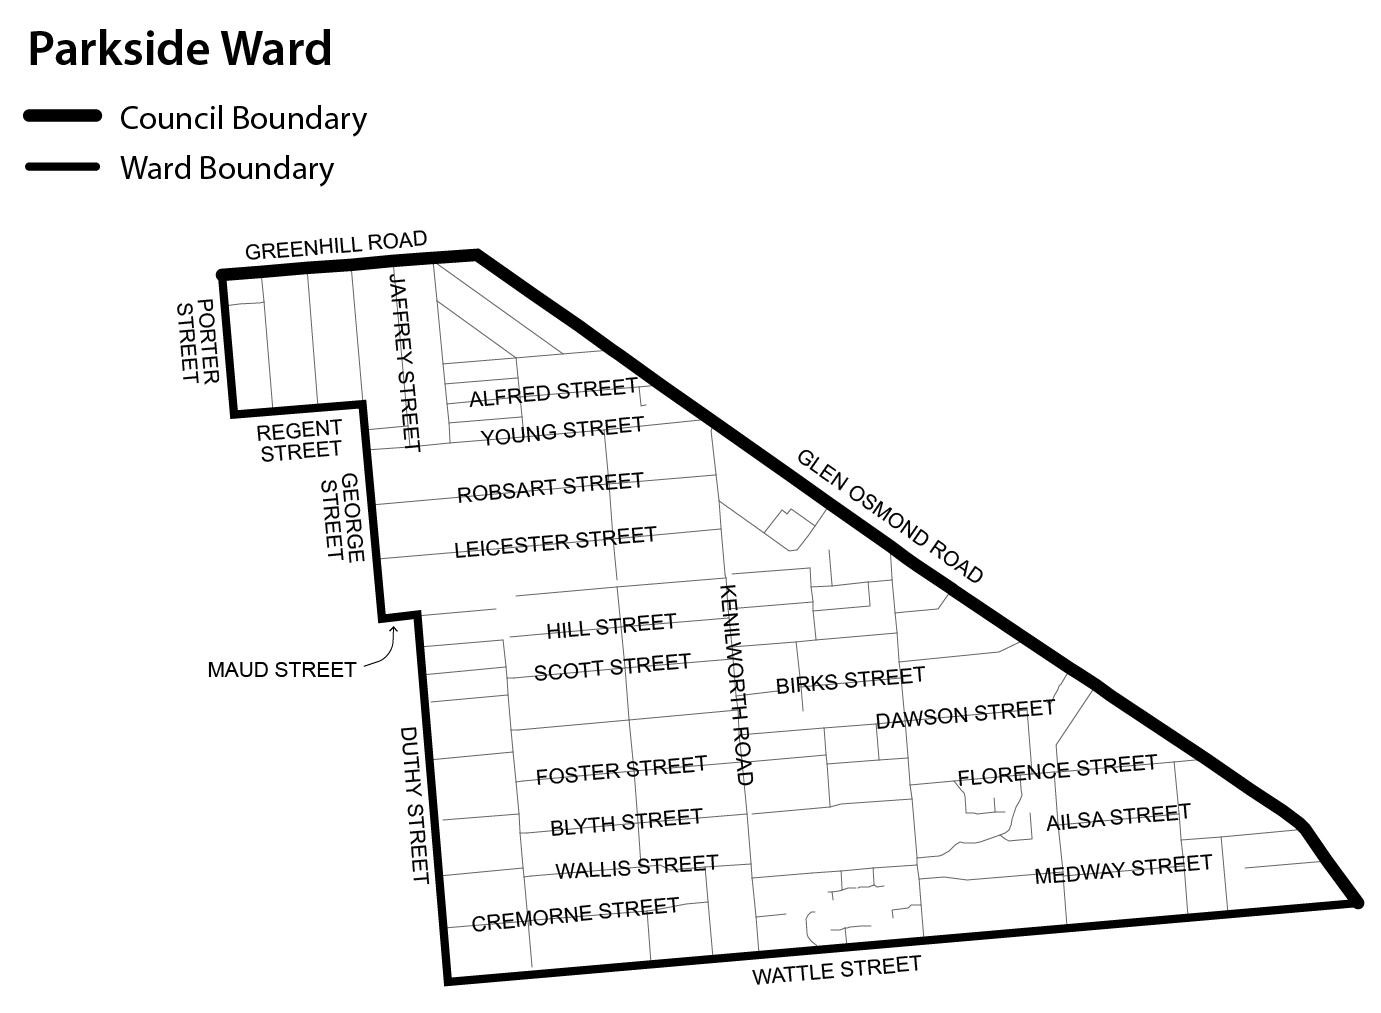 Parkside Ward
Council Boundary
Ward Boundary
GREENHILL ROAD
PORTER
STREET
JAFFREY STREET
ALFRED STREET
YOUNG STREET
REGENT
STREET
GEORGE
STREET
ROBSART STREET
LEICESTER STREET
GLEN OSMOND ROAD
HILL STREET
SCOTT STREET
KENILWORTH ROAD
MAUD STREET
BIRKS STREET
DAWSON STREET
DUTHY STREET
FOSTER STREET
FLORENCE STREET
BLYTH STREET
AILSA STREET
WALLIS STREET
MEDWAY STREET
CREMORNE STREET
WATTLE STREET